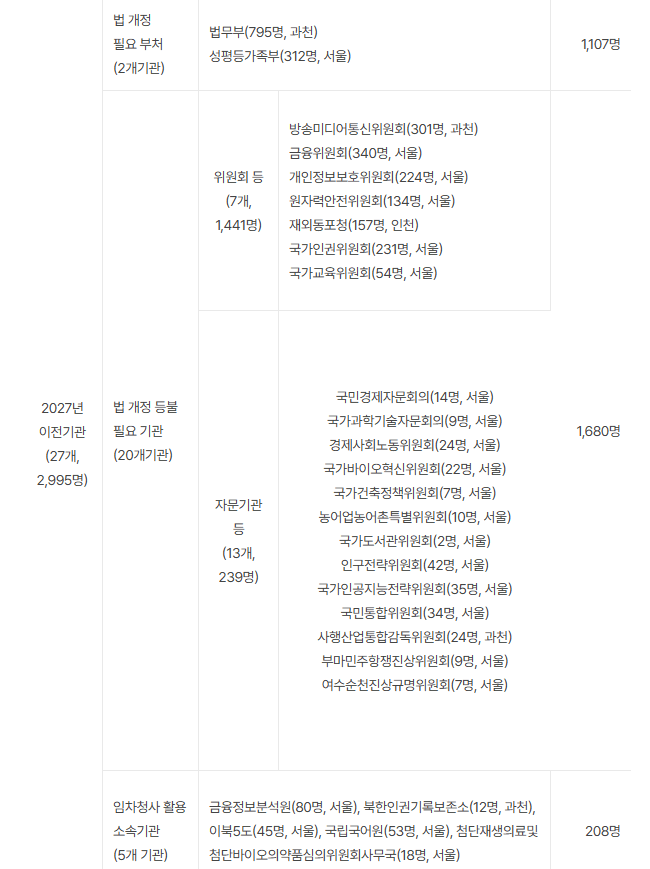 2027년
이전기관
(27개,
2,995명)
법 개정
필요 부처
(2개기관)
법무부(795명, 과천)
성평등가족부(312명, 서울)
1,107명
법 개정 등불
필요 기관
(20개기관)
위원회 등
(7개,
1,441명)
방송미디어통신위원회(301명, 과천)
금융위원회(340명, 서울)
개인정보보호위원회(224명, 서울)
원자력안전위원회(134명, 서울)
재외동포청(157명, 인천)
국가인권위원회(231명, 서울)
국가교육위원회(54명, 서울)
1,680명
자문기관
등
(13개,
239명)
국민경제자문회의(14명, 서울)
국가과학기술자문회의(9명, 서울)
경제사회노동위원회(24명, 서울)
국가바이오혁신위원회(22명, 서울)
국가건축정책위원회(7명, 서울)
농어업농어촌특별위원회(10명, 서울)
국가도서관위원회(2명, 서울)
인구전략위원회(42명, 서울)
국가인공지능전략위원회(35명, 서울)
국민통합위원회(34명, 서울)
사행산업통합감독위원회(24명, 과천)
부마민주항쟁진상위원회(9명, 서울)
여수순천진상규명위원회(7명, 서울)
임차청사 활용
소속기관
(5개 기관)
금융정보분석원(80명, 서울), 북한인권기록보존소(12명, 과천),
이북5도(45명, 서울), 국립국어원(53명, 서울), 첨단재생의료및
첨단바이오의약품심의위원회사무국(18명, 서울)
208명